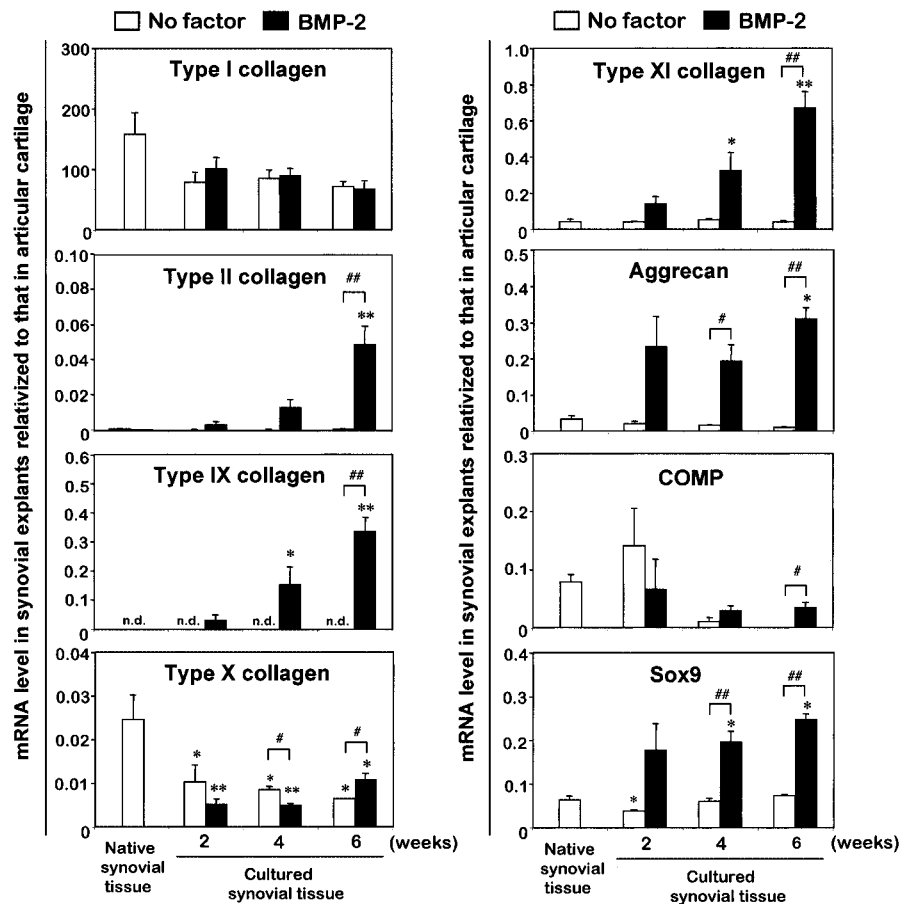 No factor BMP-2
mRNA level in synovial explants relativized to that in articular cartilage
Type I collagen
300
200
100
0
Type II collagen
0.10
0.06
0.04
0.02
0
##
**
Type IX collagen
0.6
0.5
0.4
0.3
0.2
0.1
0
n.d. n.d. n.d. n.d.
*
##
**
Type X collagen
0.04
0.03
0.02
0.01
0
*
**
#
*
**
#
*
*
2 4 6 (weeks)
Native
synovial
tissue
Cultured
synovial tissue
No factor BMP-2
mRNA level in synovial explants relativized to that in articular cartilage
Type XI collagen
1.0
0.8
0.6
0.4
0.2
0
*
##
**
Aggrecan
0.5
0.4
0.3
0.2
0.1
0
#
##
*
COMP
0.3
0.2
0.1
0
#
Sox9
0.4
0.3
0.2
0.1
0
*
##
*
##
*
2 4 6 (weeks)
Native
synovial
tissue
Cultured
synovial tissue